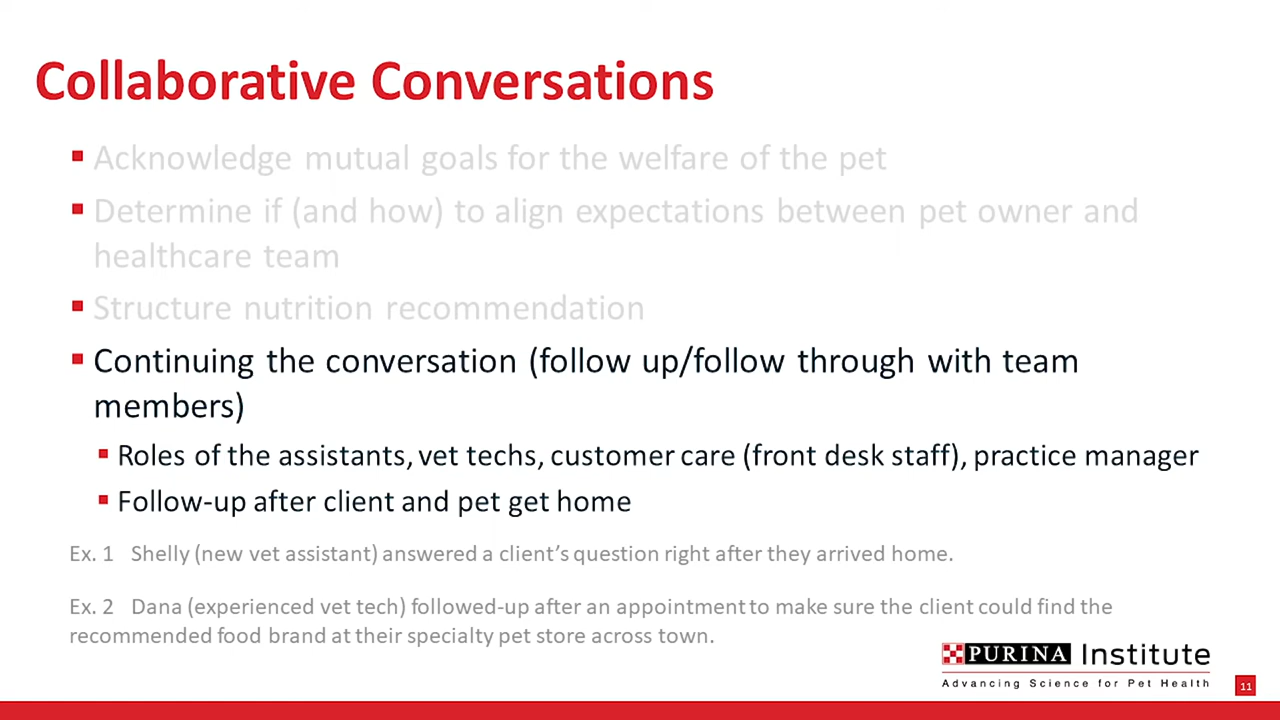 Collaborative Conversations
Acknowledge mutual goals for the welfare of the pet
Determine if (and how) to align expectations between pet owner and
healthcare team
Structure nutrition recommendation
Continuing the conversation (follow up/follow through with team
members)
Roles of the assistants, vet techs, customer care (front desk staff), practice manager
Follow-up after client and pet get home
Ex. 1 Shelly (new vet assistant) answered a client’s question right after they arrived home.
Ex. 2 Dana (experienced vet tech) followed-up after an appointment to make sure the client could find the
recommended food brand at their specialty pet store across town.
PURINA Institute
Advancing Science for Pet Health
11